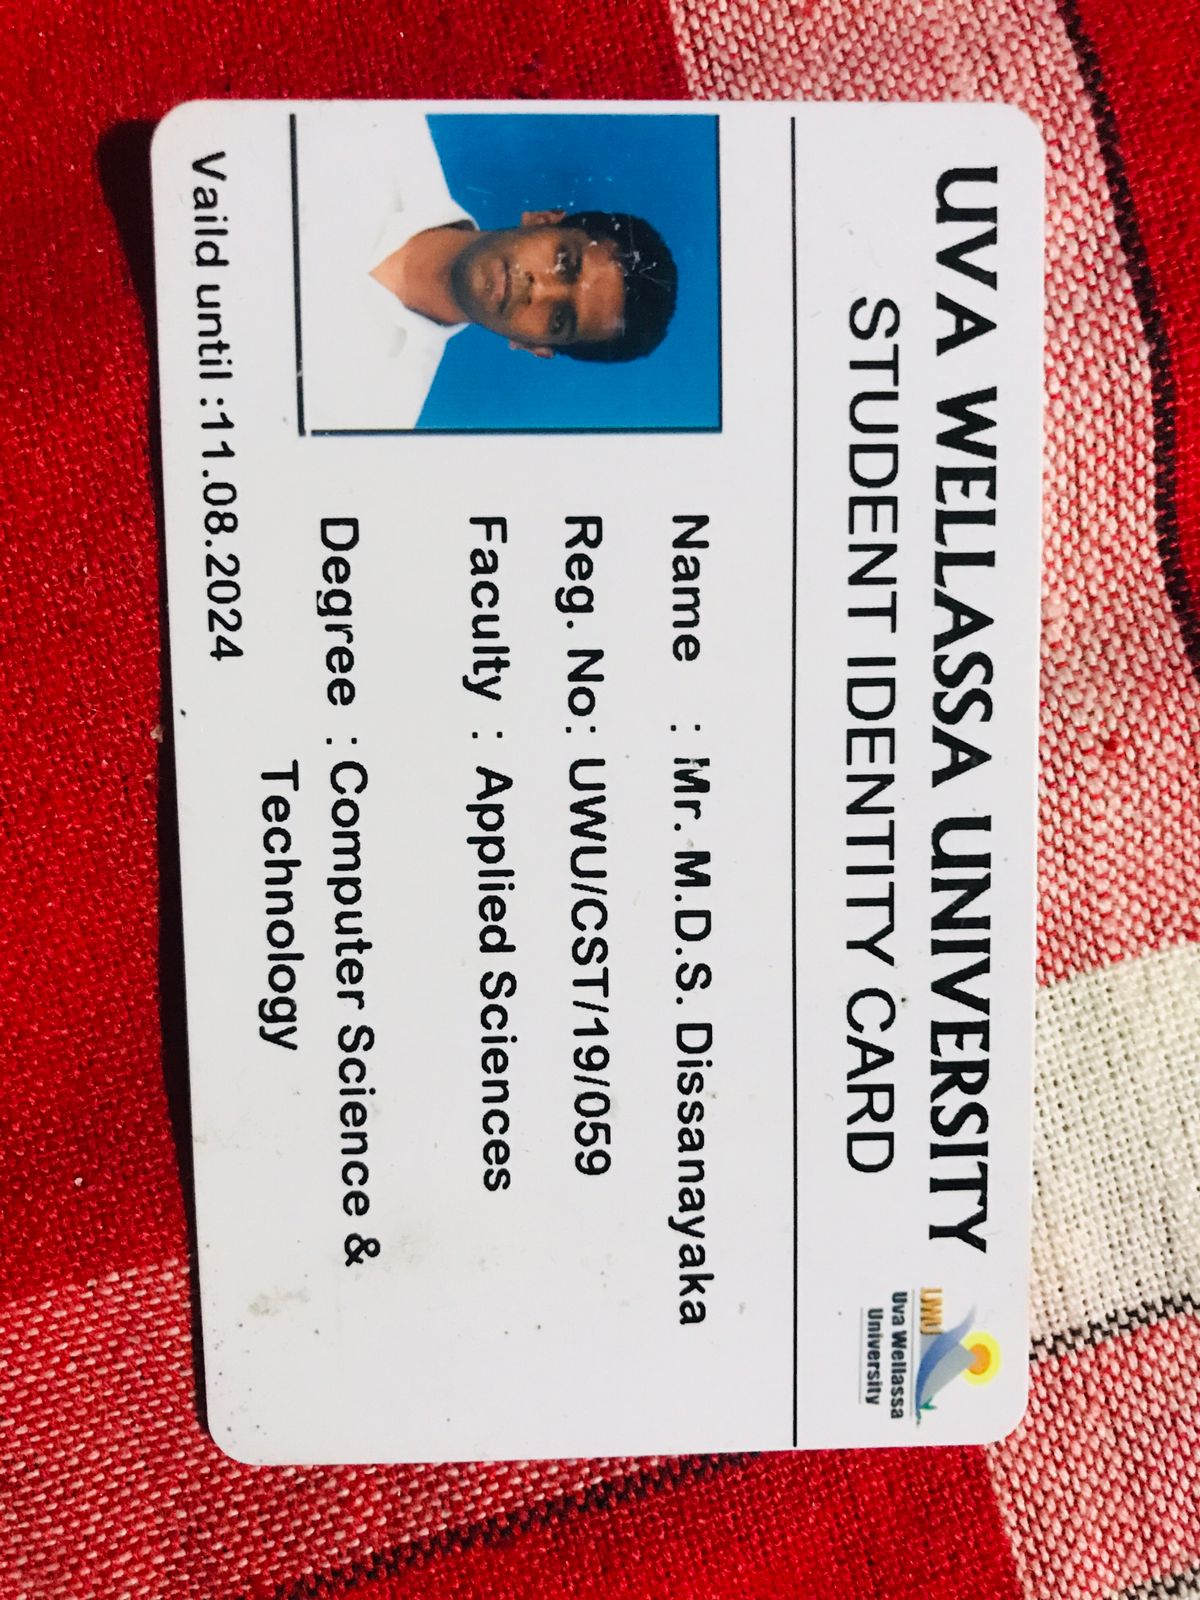 UVA WELLASSA UNIVERSITY
STUDENT IDENTITY CARD
UWU
Uva Wellassa
University
Name : Mr. M.D.S. Dissanayaka
Reg. No: UWU/CST/19/059
Faculty : Applied Sciences
Degree : Computer Science &
Technology
Vaild until :11.08.2024